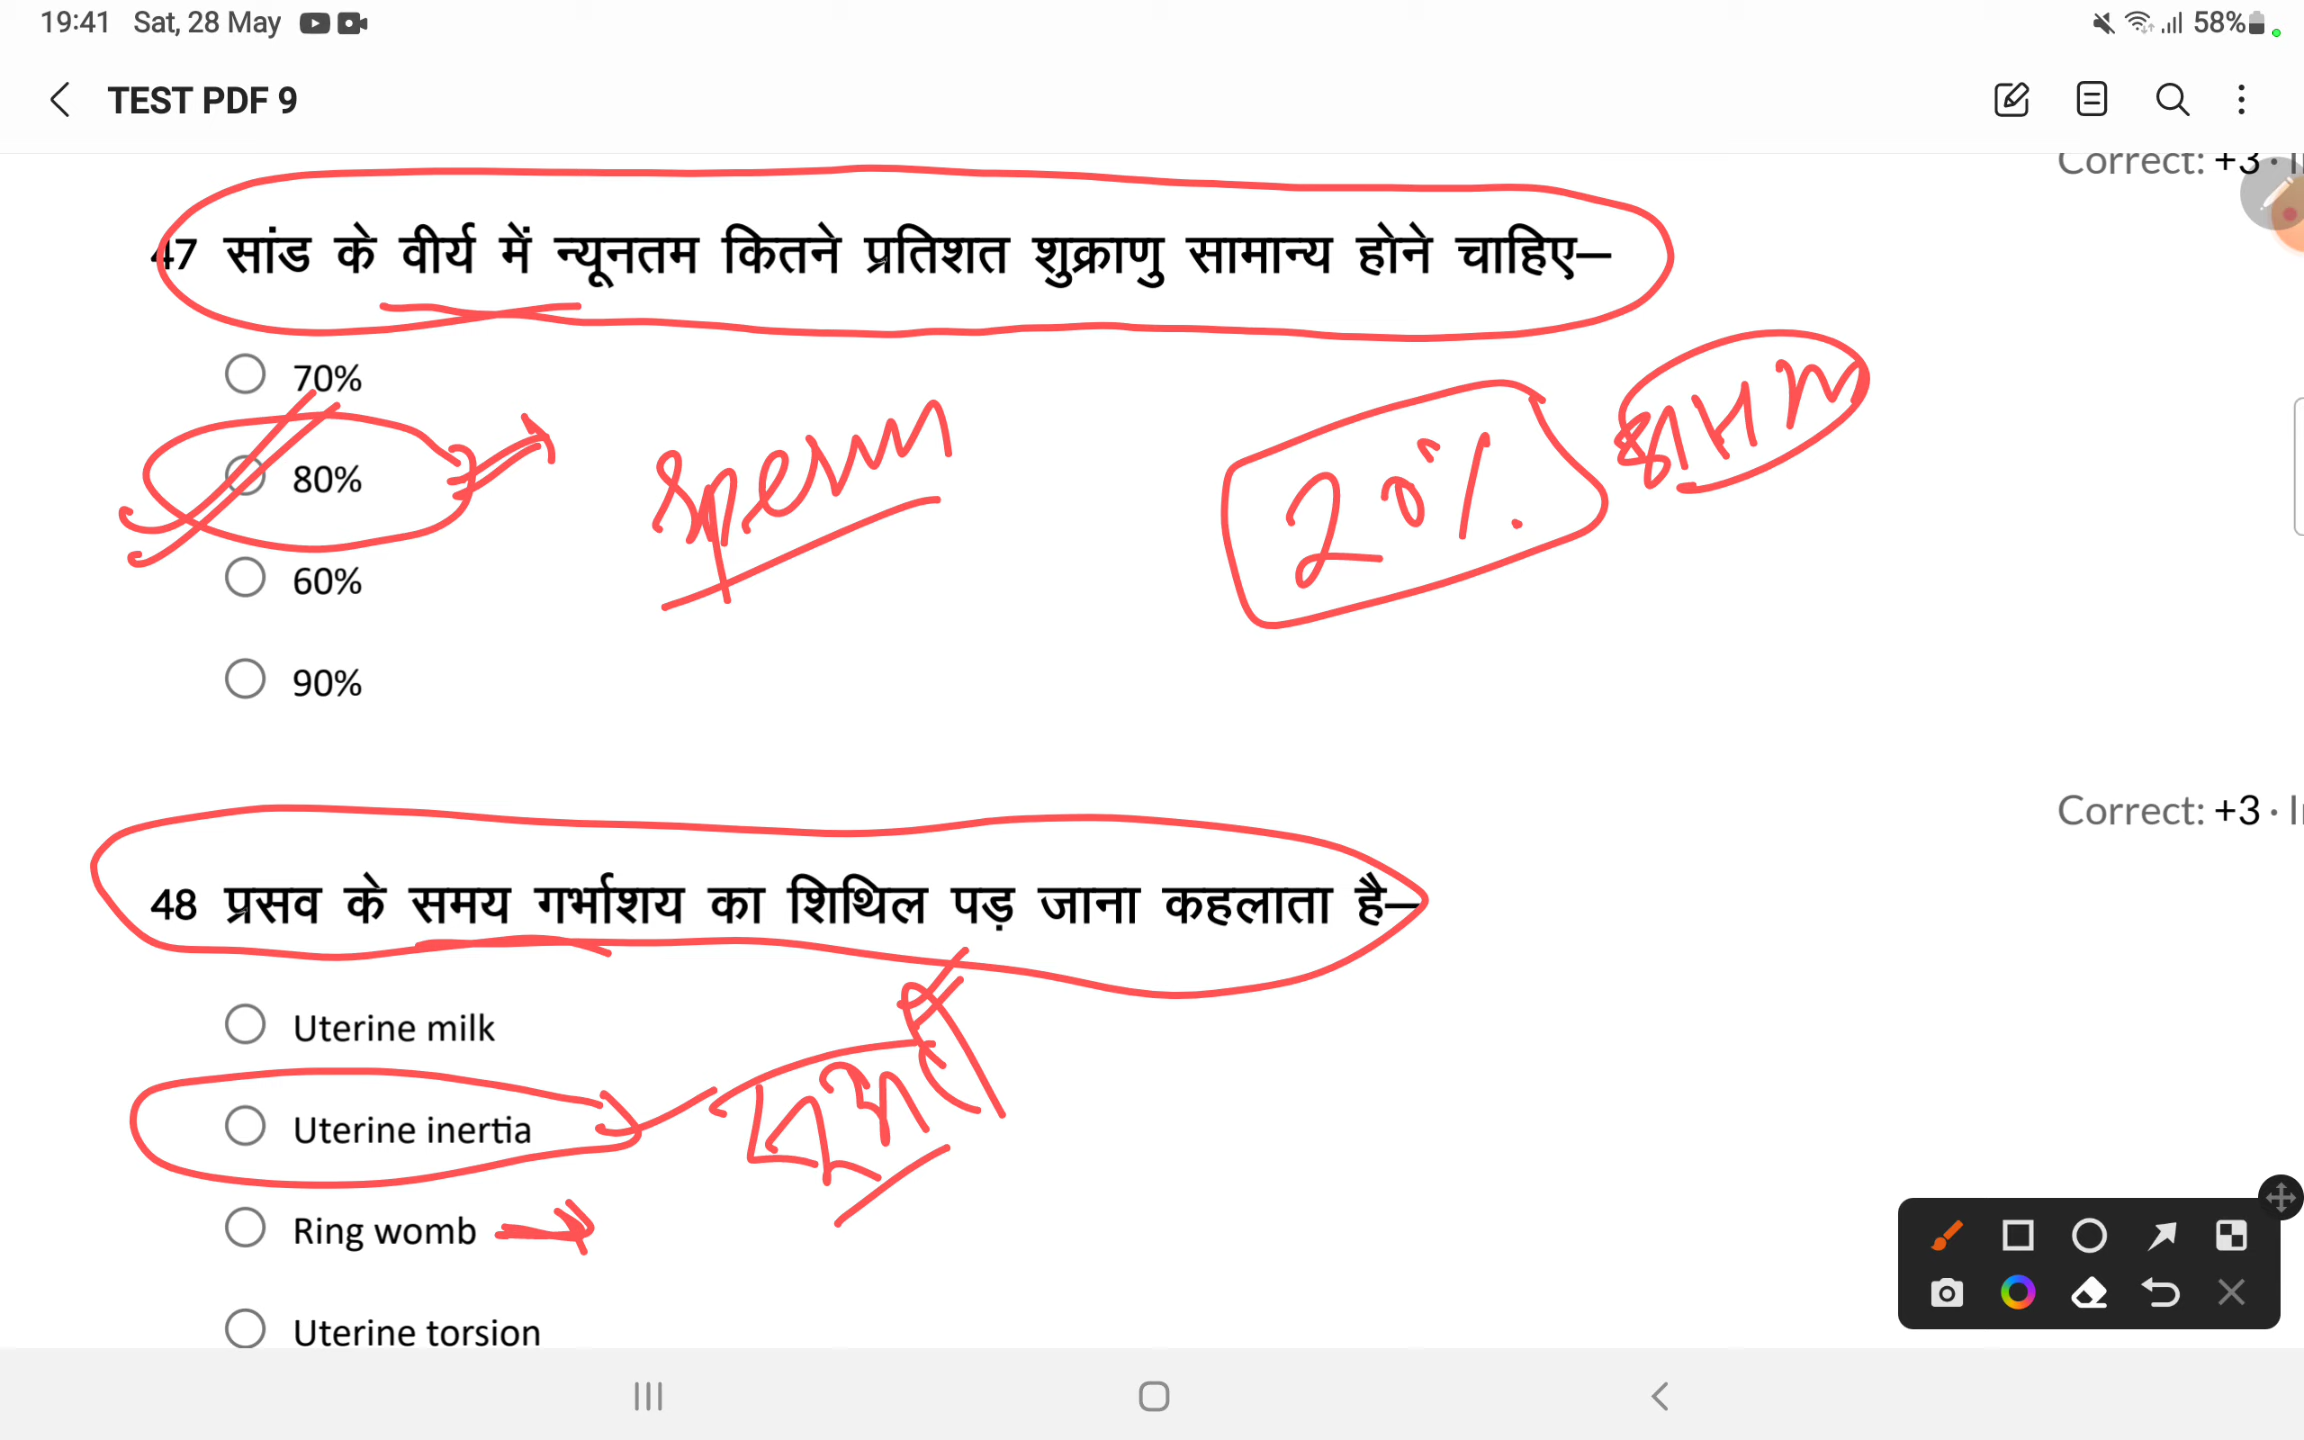 19:41 Sat, 28 May 58%
TEST PDF 9
Correct: +3 ·
47 सांड के वीर्य में न्यूनतम कितने प्रतिशत शुक्राणु सामान्य होने चाहिए–
70%
80%
60%
90%
Sperm
20%
Correct: +3 ·
48 प्रसव के समय गर्भाशय का शिथिल पड़ जाना कहलाता है–
Uterine milk
Uterine inertia
Ring womb
Uterine torsion